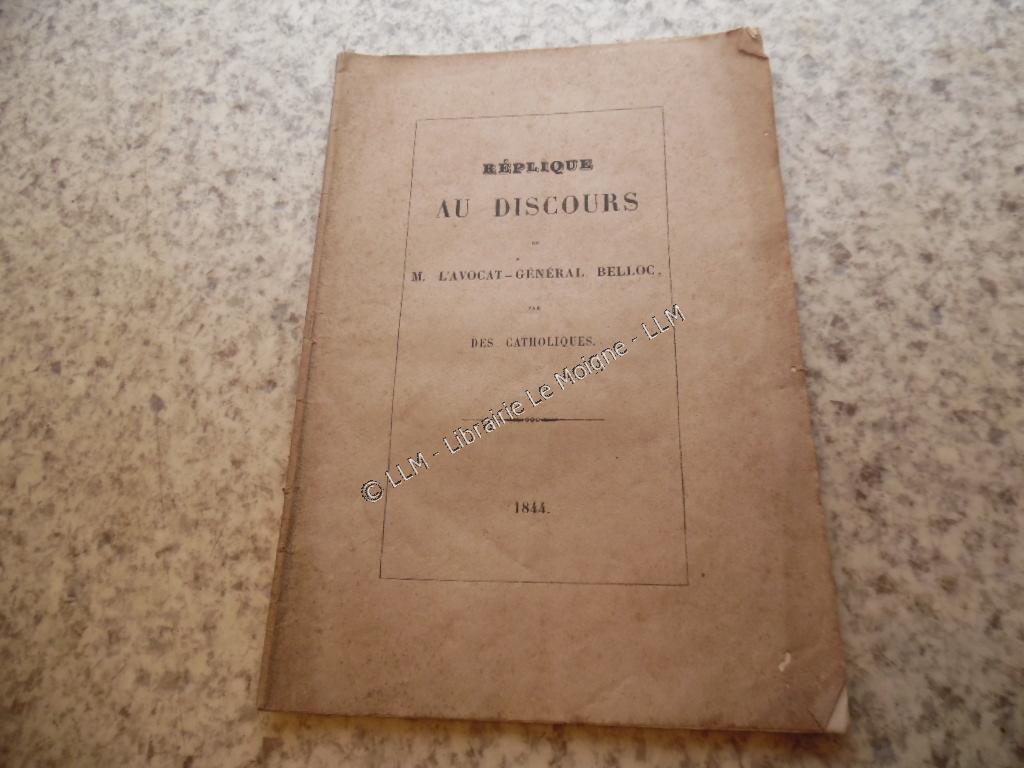 RÉPLIQUE
AU DISCOURS
DE
M. L'AVOCAT-GÉNÉRAL BELLOC,
PAR
DES CATHOLIQUES.
© LLM - Librairie Le Moigne - LLM
1844.